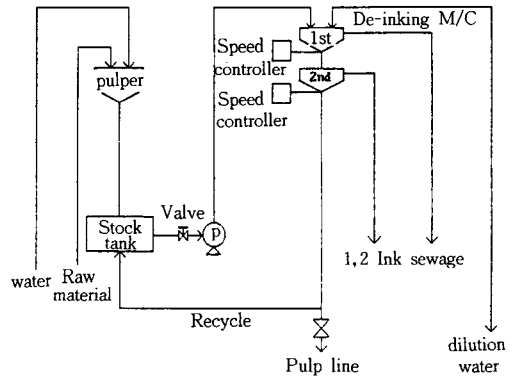 De-inking M/C
1st
Speed
controller
2nd
Speed
controller
pulper
Valve
Stock
tank
p
1,2 Ink sewage
water
Raw
material
Recycle
dilution
water
Pulp line